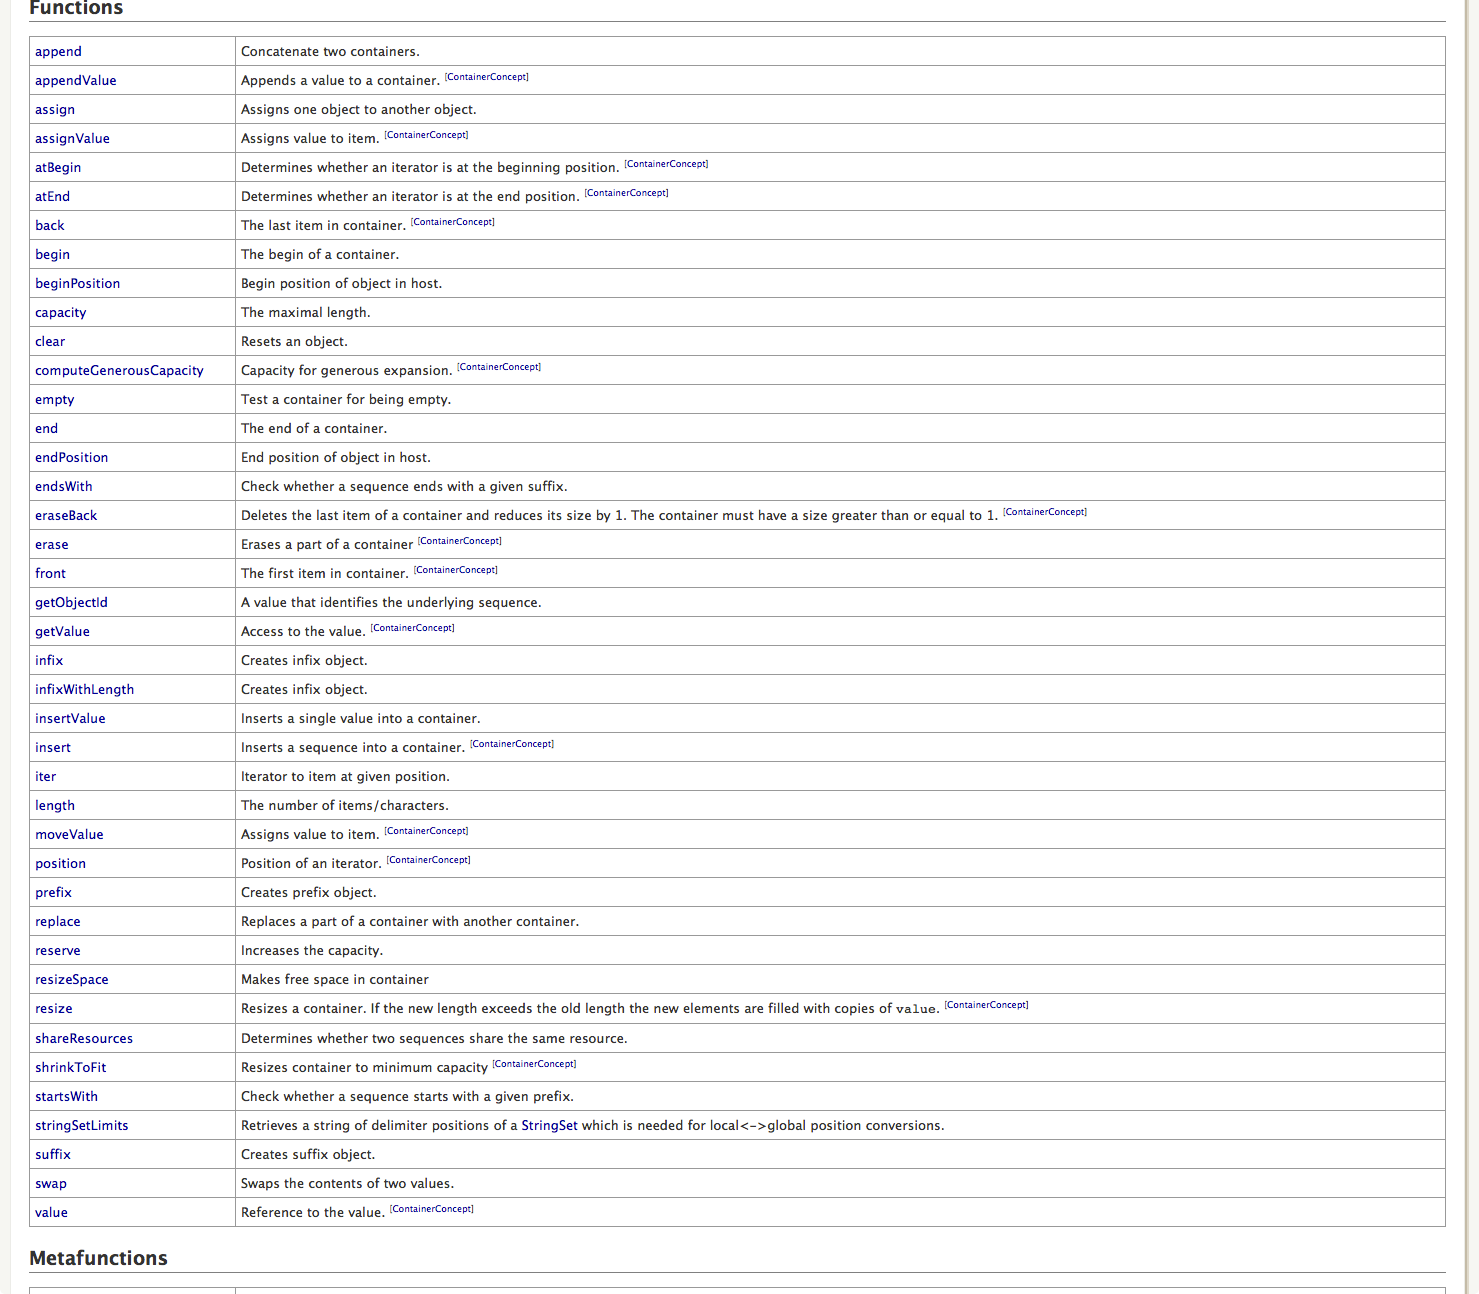 Functions
append Concatenate two containers.
appendValue Appends a value to a container. [ContainerConcept]
assign Assigns one object to another object.
assignValue Assigns value to item. [ContainerConcept]
atBegin Determines whether an iterator is at the beginning position. [ContainerConcept]
atEnd Determines whether an iterator is at the end position. [ContainerConcept]
back The last item in container. [ContainerConcept]
begin The begin of a container.
beginPosition Begin position of object in host.
capacity The maximal length.
clear Resets an object.
computeGenerousCapacity Capacity for generous expansion. [ContainerConcept]
empty Test a container for being empty.
end The end of a container.
endPosition End position of object in host.
endsWith Check whether a sequence ends with a given suffix.
eraseBack Deletes the last item of a container and reduces its size by 1. The container must have a size greater than or equal to 1. [ContainerConcept]
erase Erases a part of a container [ContainerConcept]
front The first item in container. [ContainerConcept]
getObjectId A value that identifies the underlying sequence.
getValue Access to the value. [ContainerConcept]
infix Creates infix object.
infixWithLength Creates infix object.
insertValue Inserts a single value into a container.
insert Inserts a sequence into a container. [ContainerConcept]
iter Iterator to item at given position.
length The number of items/characters.
moveValue Assigns value to item. [ContainerConcept]
position Position of an iterator. [ContainerConcept]
prefix Creates prefix object.
replace Replaces a part of a container with another container.
reserve Increases the capacity.
resizeSpace Makes free space in container
resize Resizes a container. If the new length exceeds the old length the new elements are filled with copies of value. [ContainerConcept]
shareResources Determines whether two sequences share the same resource.
shrinkToFit Resizes container to minimum capacity [ContainerConcept]
startsWith Check whether a sequence starts with a given prefix.
stringSetLimits Retrieves a string of delimiter positions of a StringSet which is needed for local<->global position conversions.
suffix Creates suffix object.
swap Swaps the contents of two values.
value Reference to the value. [ContainerConcept]
Metafunctions